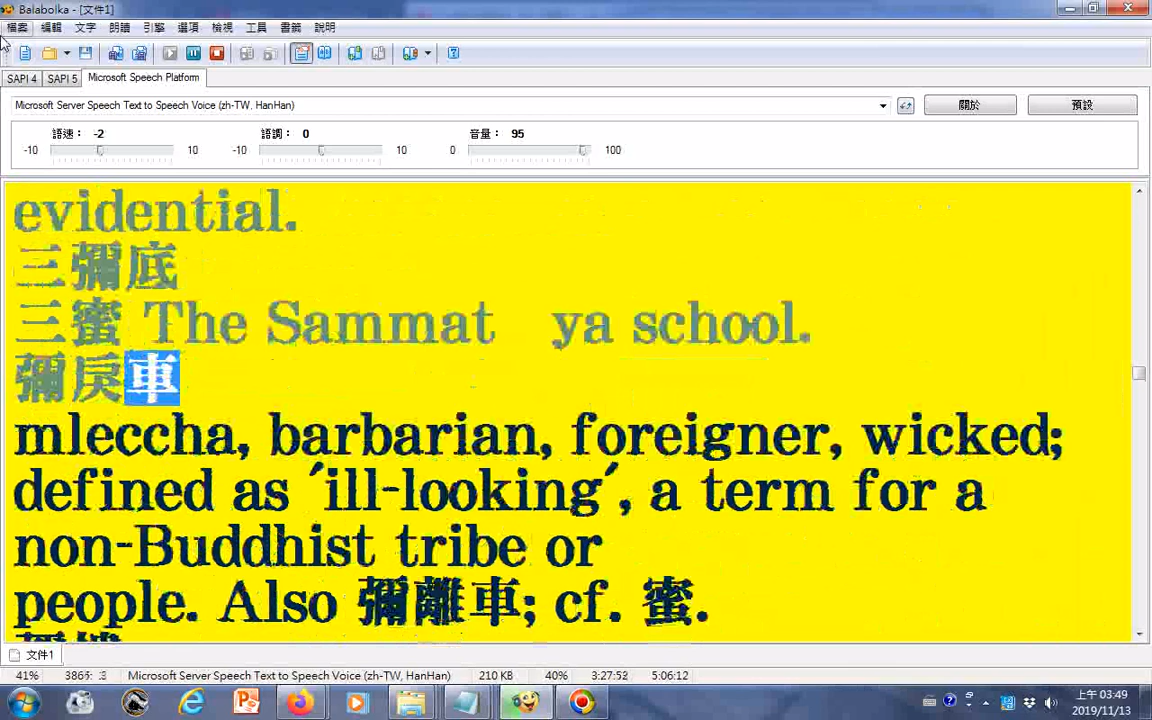 Balabolka - [文件1]
檔案 編輯 文字 朗讀 引擎 選項 檢視 工具 書籤 說明
SAPI 4 SAPI 5 Microsoft Speech Platform
Microsoft Server Speech Text to Speech Voice (zh-TW, HanHan) 關於 預設
語速： -2 語調： 0 音量： 95
-10 10 -10 10 0 100
evidential.
三彌底
三蜜 The Sammat ya school.
彌戾車
mleccha, barbarian, foreigner, wicked;
defined as 'ill-looking', a term for a
non-Buddhist tribe or
people. Also 彌離車; cf. 蜜.
文件1
41% Microsoft Server Speech Text to Speech Voice (zh-TW, HanHan) 210 KB 40% 3:27:52 5:06:12
上午 03:49
2019/11/13